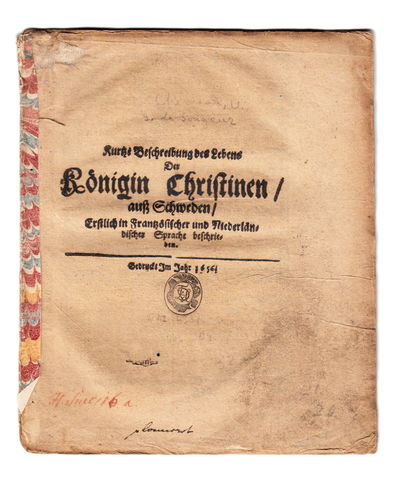 Kurtze Beschreibung des Lebens
Der
Königin Christinen/
auß Schweden/
Erstlich in Frantzösischer und Niederlän-
discher Sprache beschrie-
ben.
Gedruckt Im Jahr 1656